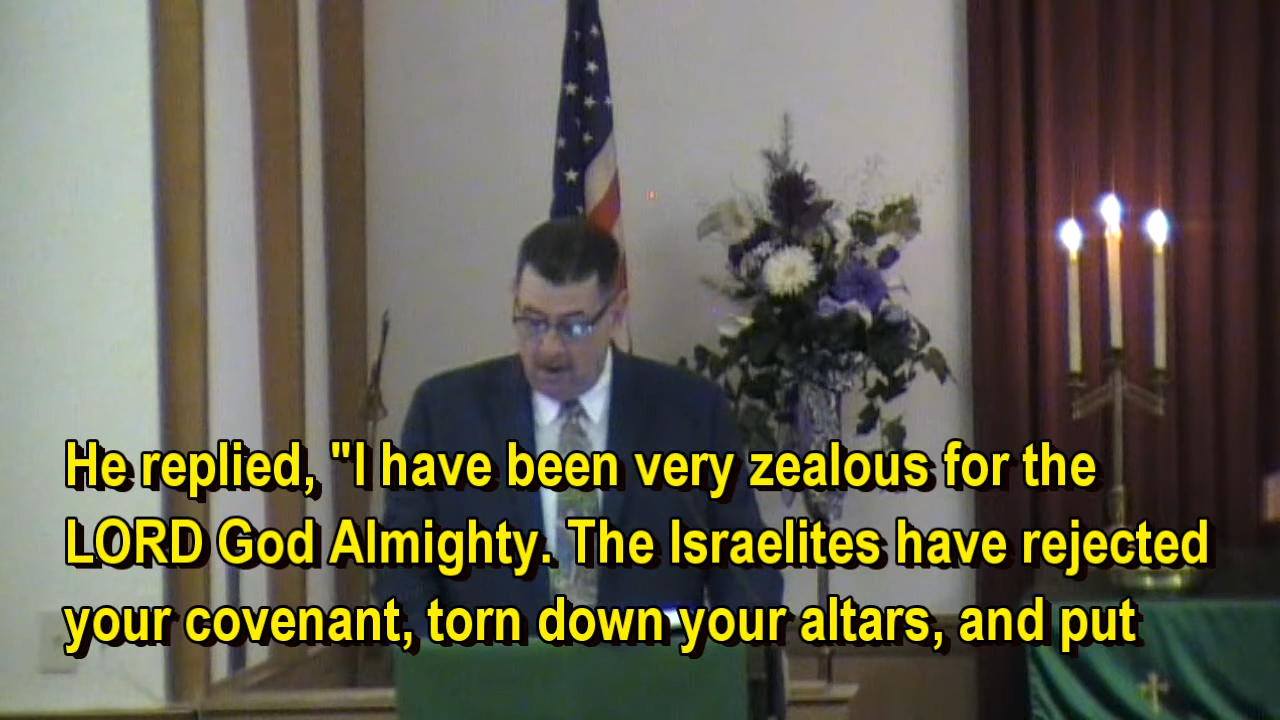 He replied, "I have been very zealous for the
LORD God Almighty. The Israelites have rejected
your covenant, torn down your altars, and put